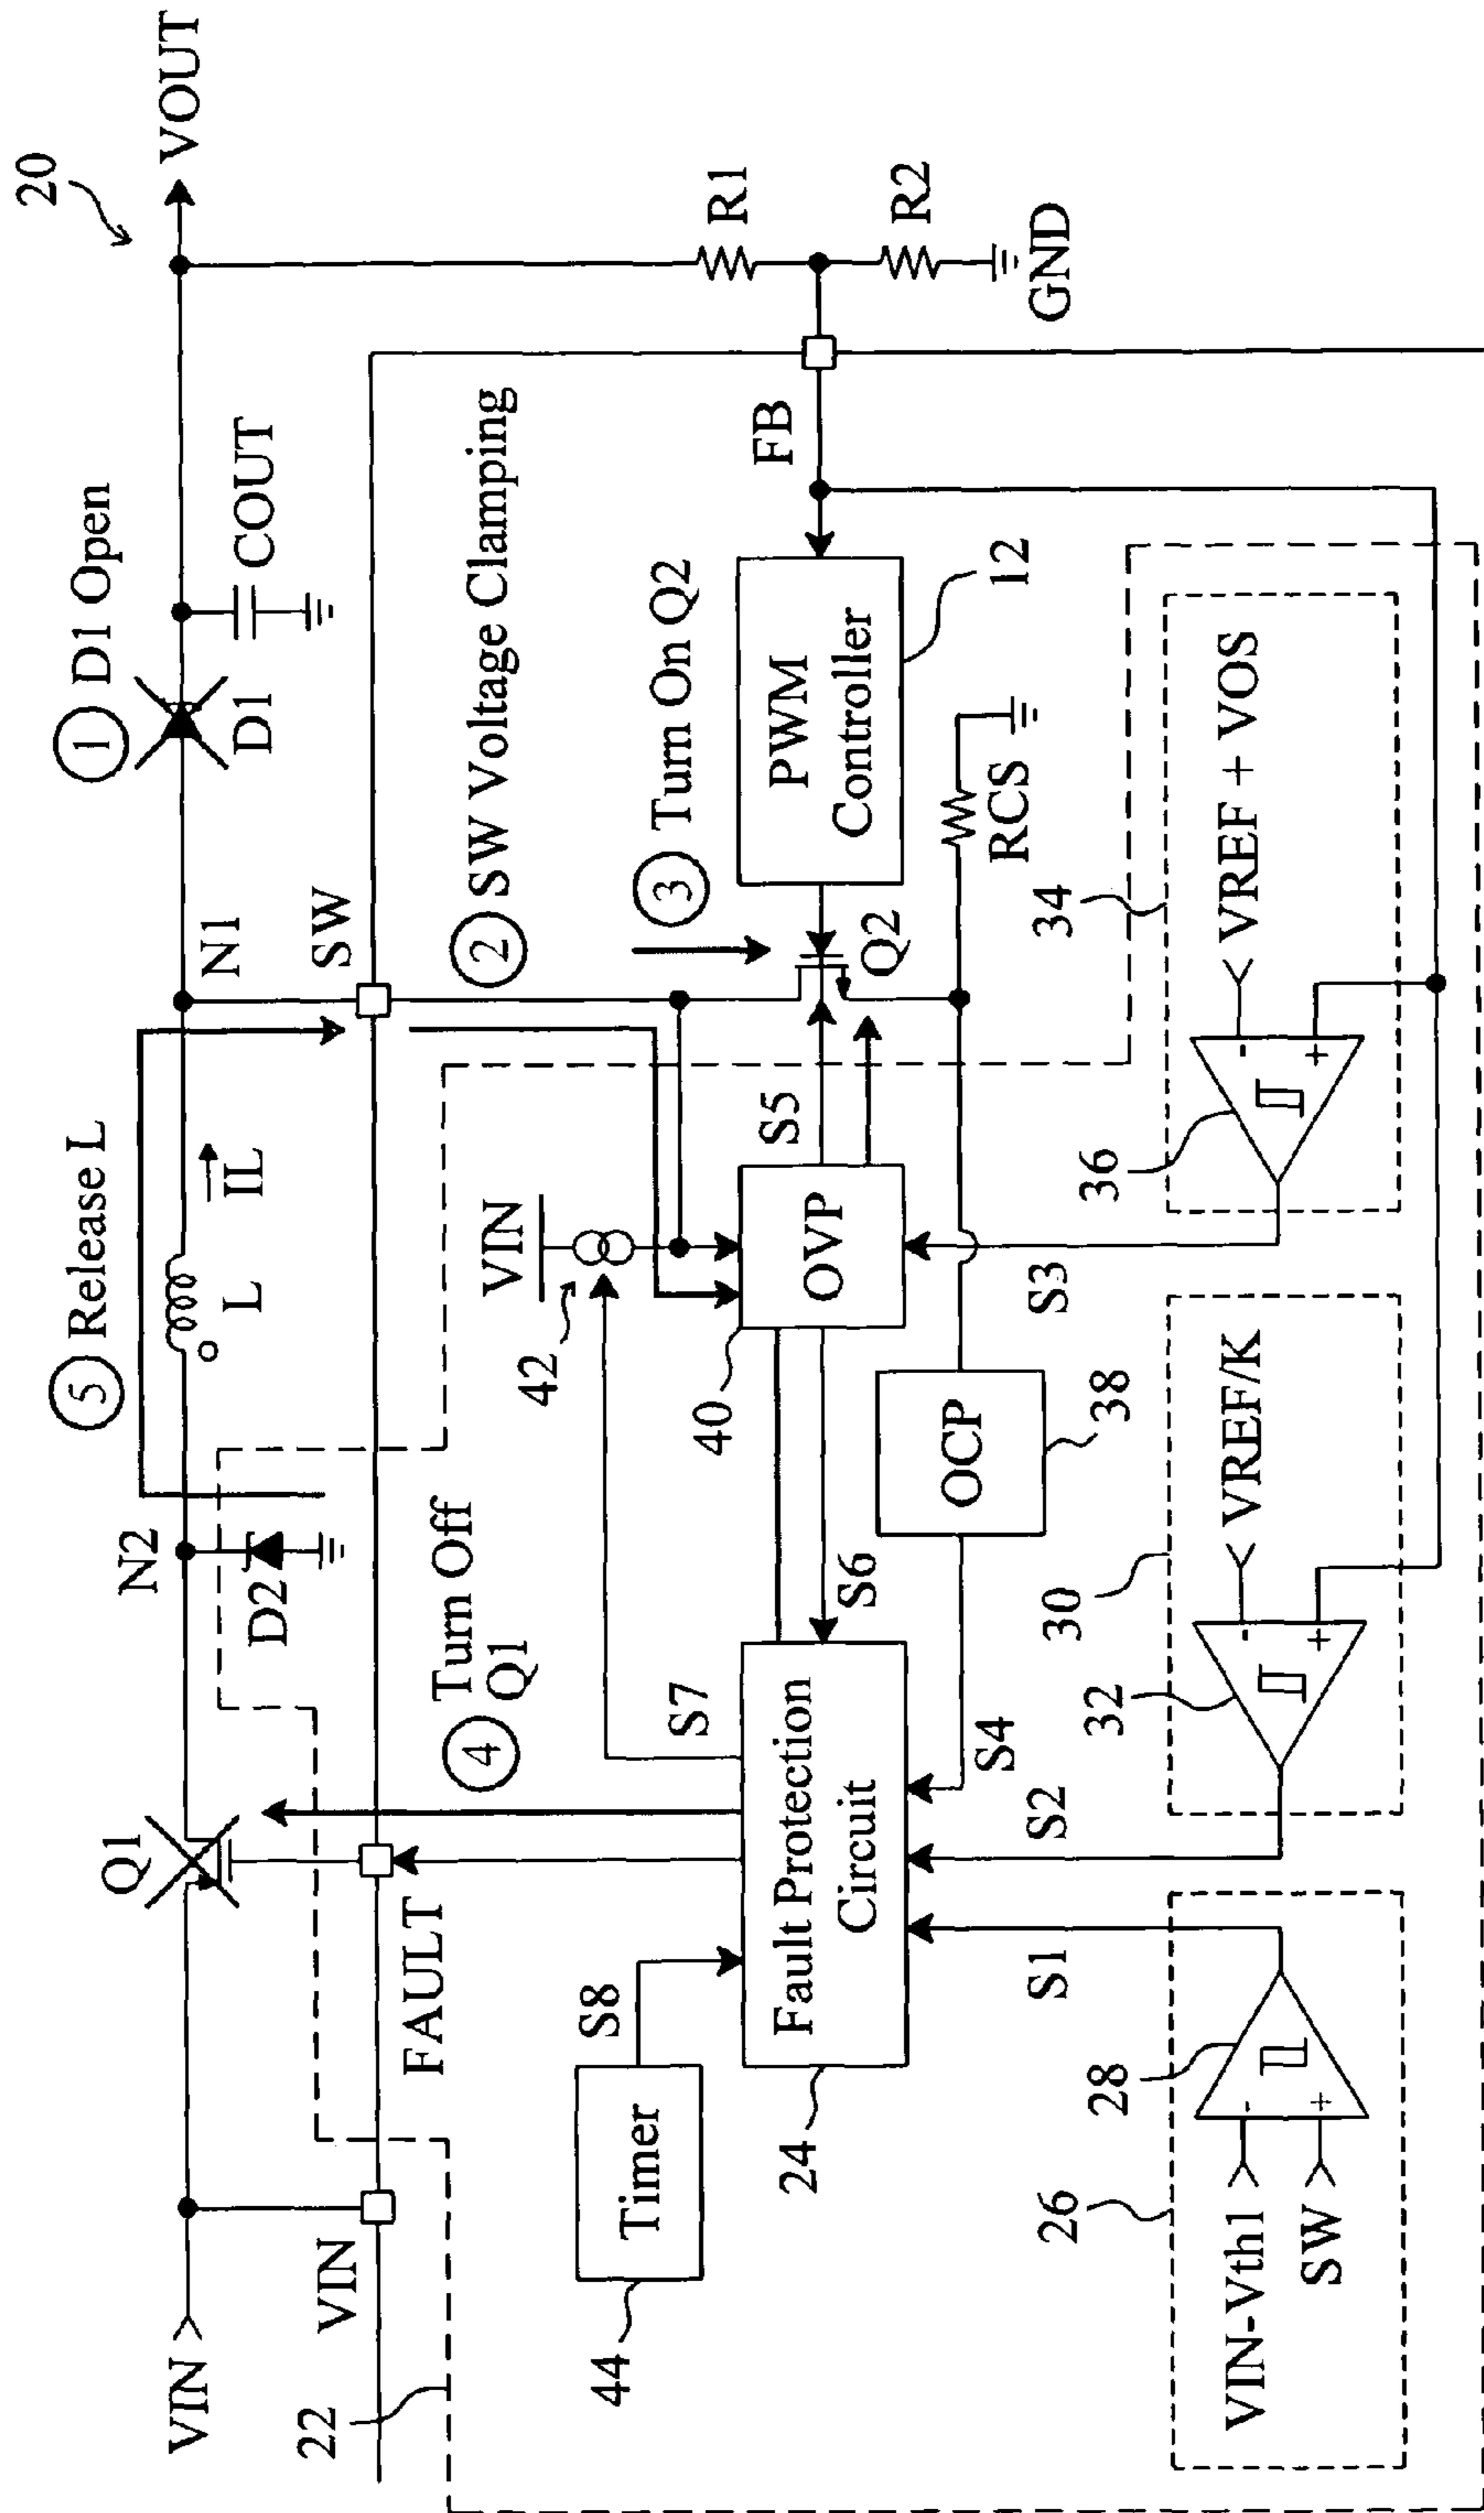 20
VOUT
① D1 Open
D1
COUT
R1
R2
GND
FB
② SW Voltage Clamping
③ Turn On Q2
PWM
Controller
12
RCS
Q2
N1
SW
⑤ Release L
L
IL
N2
D2
④ Turn Off
Q1
Q1
VIN
VIN
22
FAULT
VIN
42
S5
OVP
40
S3
OCP
38
S6
S7
S4
S2
S1
S8
Fault Protection
Circuit
24
Timer
44
34
VREF + VOS
-
+
36
30
VREF/K
-
+
32
26
VIN-Vth1
SW
-
+
28